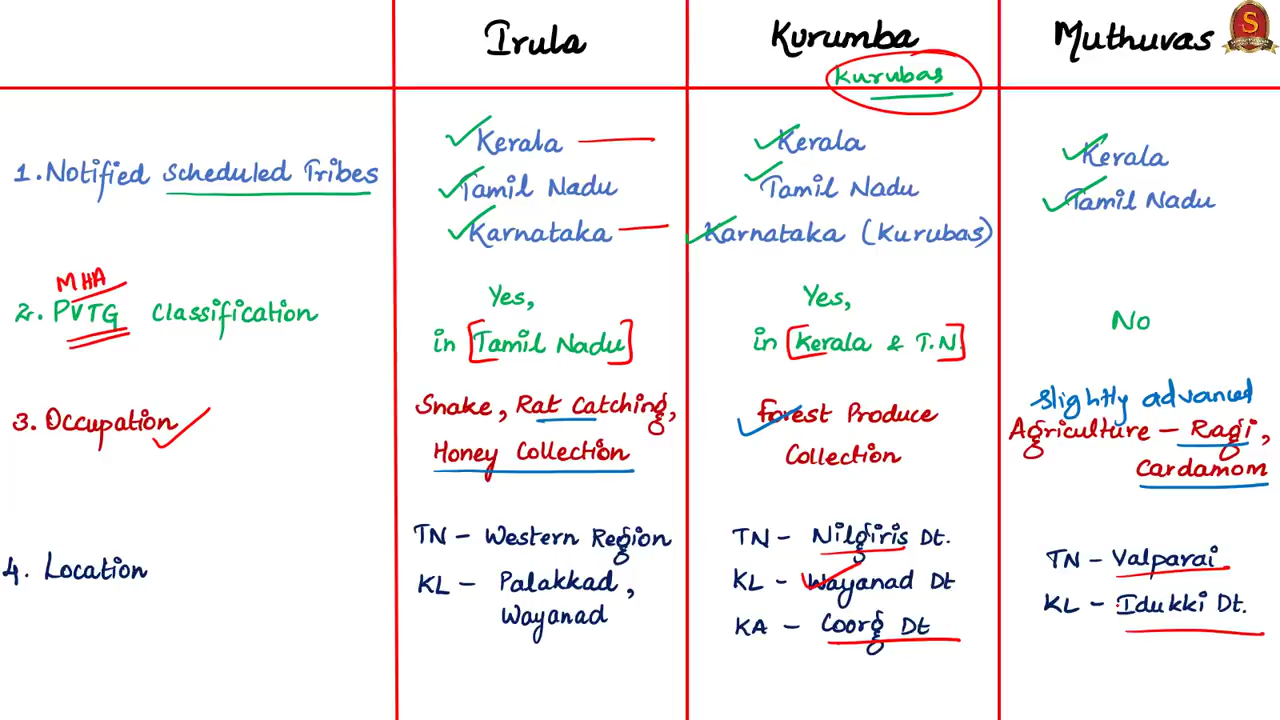 Irula
Kurumba
Muthuvas
Kurubas
S
1. Notified Scheduled Tribes
Kerala
Tamil Nadu
Karnataka
Kerala
Tamil Nadu
Karnataka (Kurubas)
Kerala
Tamil Nadu
MHA
2. PVTG Classification
Yes,
in [Tamil Nadu]
Yes,
in [Kerala & T.N.]
No
3. Occupation
Snake, Rat Catching,
Honey Collection
Forest Produce
Collection
Slightly advanced
Agriculture – Ragi,
Cardamom
4. Location
TN – Western Region
KL – Palakkad,
Wayanad
TN – Nilgiris Dt.
KL – Wayanad Dt
KA – Coorg Dt
TN – Valparai
KL – Idukki Dt.